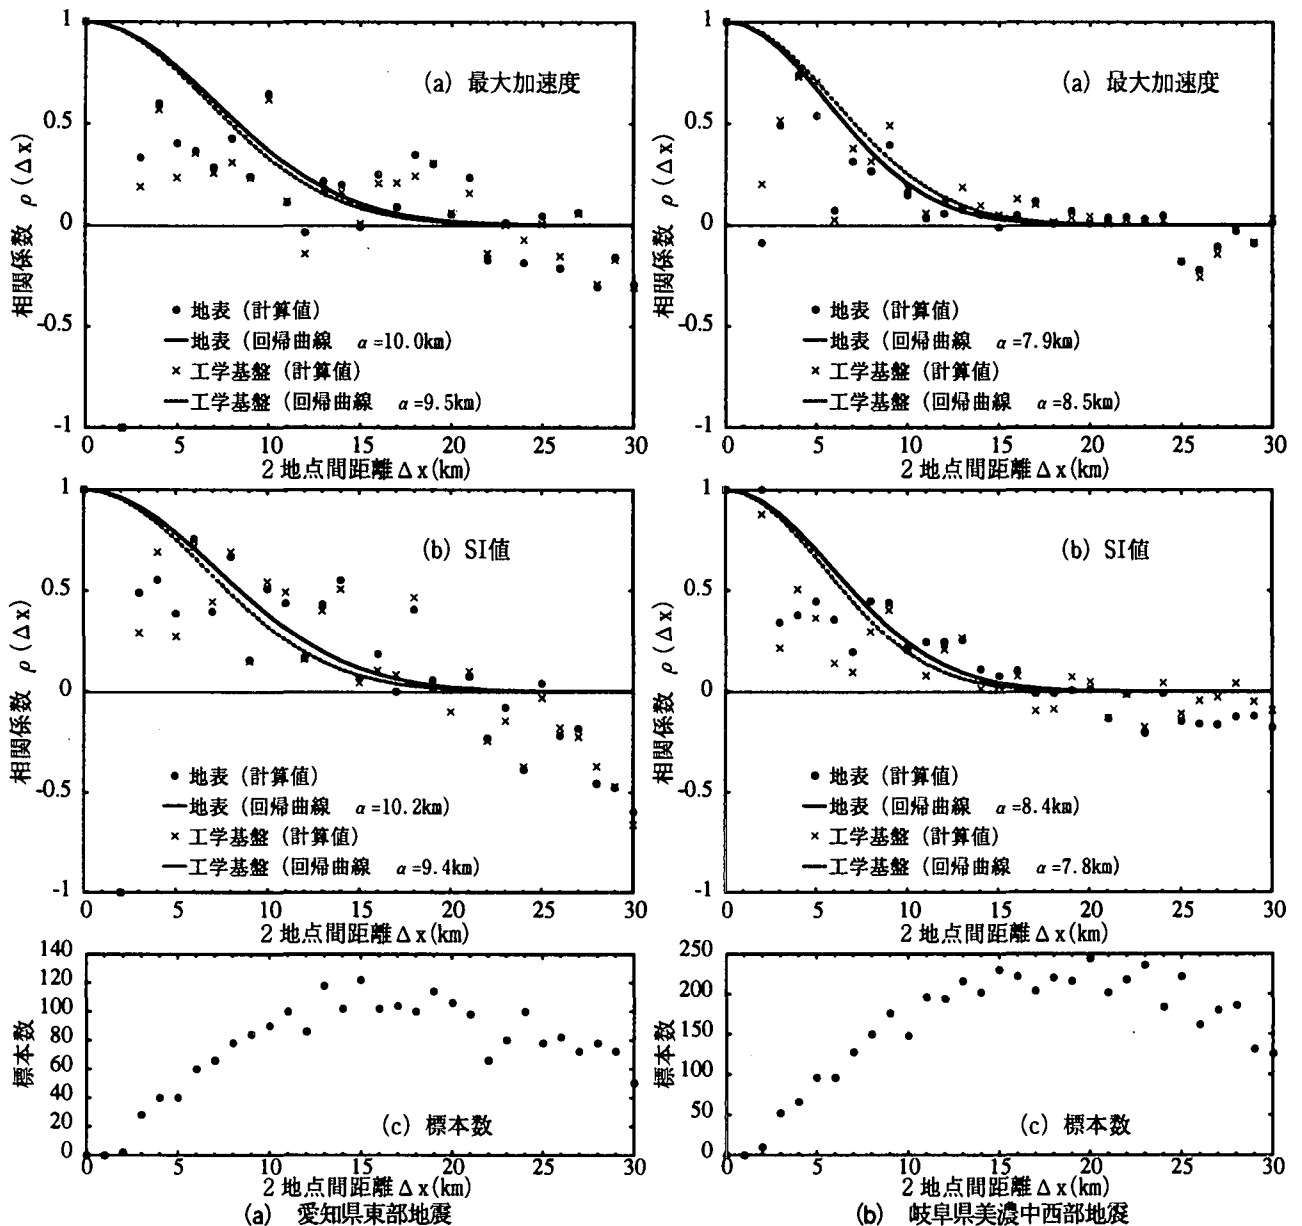 1
0.5
0
-0.5
-1
相関係数 ρ(Δx)
(a) 最大加速度
● 地表 (計算値)
地表 (回帰曲線 α=10.0km)
× 工学基盤 (計算値)
工学基盤 (回帰曲線 α=9.5km)
0 5 10 15 20 25 30
2地点間距離Δx(km)
1
0.5
0
-0.5
-1
相関係数 ρ(Δx)
(b) SI値
● 地表 (計算値)
地表 (回帰曲線 α=10.2km)
× 工学基盤 (計算値)
工学基盤 (回帰曲線 α=9.4km)
0 5 10 15 20 25 30
2地点間距離Δx(km)
140
120
100
80
60
40
20
0
標本数
(c) 標本数
0 5 10 15 20 25 30
2地点間距離Δx(km)
(a) 愛知県東部地震
1
0.5
0
-0.5
-1
相関係数 ρ(Δx)
(a) 最大加速度
● 地表 (計算値)
地表 (回帰曲線 α=7.9km)
× 工学基盤 (計算値)
工学基盤 (回帰曲線 α=8.5km)
0 5 10 15 20 25 30
2地点間距離Δx(km)
1
0.5
0
-0.5
-1
相関係数 ρ(Δx)
(b) SI値
● 地表 (計算値)
地表 (回帰曲線 α=8.4km)
× 工学基盤 (計算値)
工学基盤 (回帰曲線 α=7.8km)
0 5 10 15 20 25 30
2地点間距離Δx(km)
250
200
150
100
50
0
標本数
(c) 標本数
0 5 10 15 20 25 30
2地点間距離Δx(km)
(b) 岐阜県美濃中西部地震